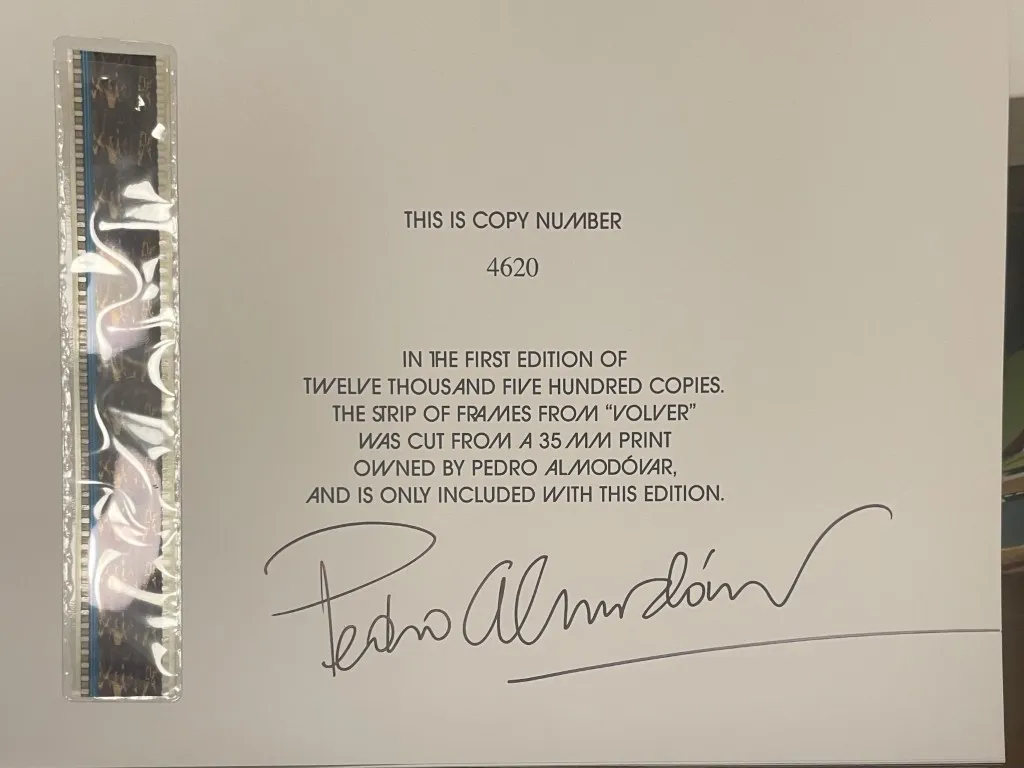 THIS IS COPY NUMBER
4620
IN THE FIRST EDITION OF
TWELVE THOUSAND FIVE HUNDRED COPIES.
THE STRIP OF FRAMES FROM “VOLVER”
WAS CUT FROM A 35 MM PRINT
OWNED BY PEDRO ALMODÓVAR,
AND IS ONLY INCLUDED WITH THIS EDITION.
Pedro Almodóvar